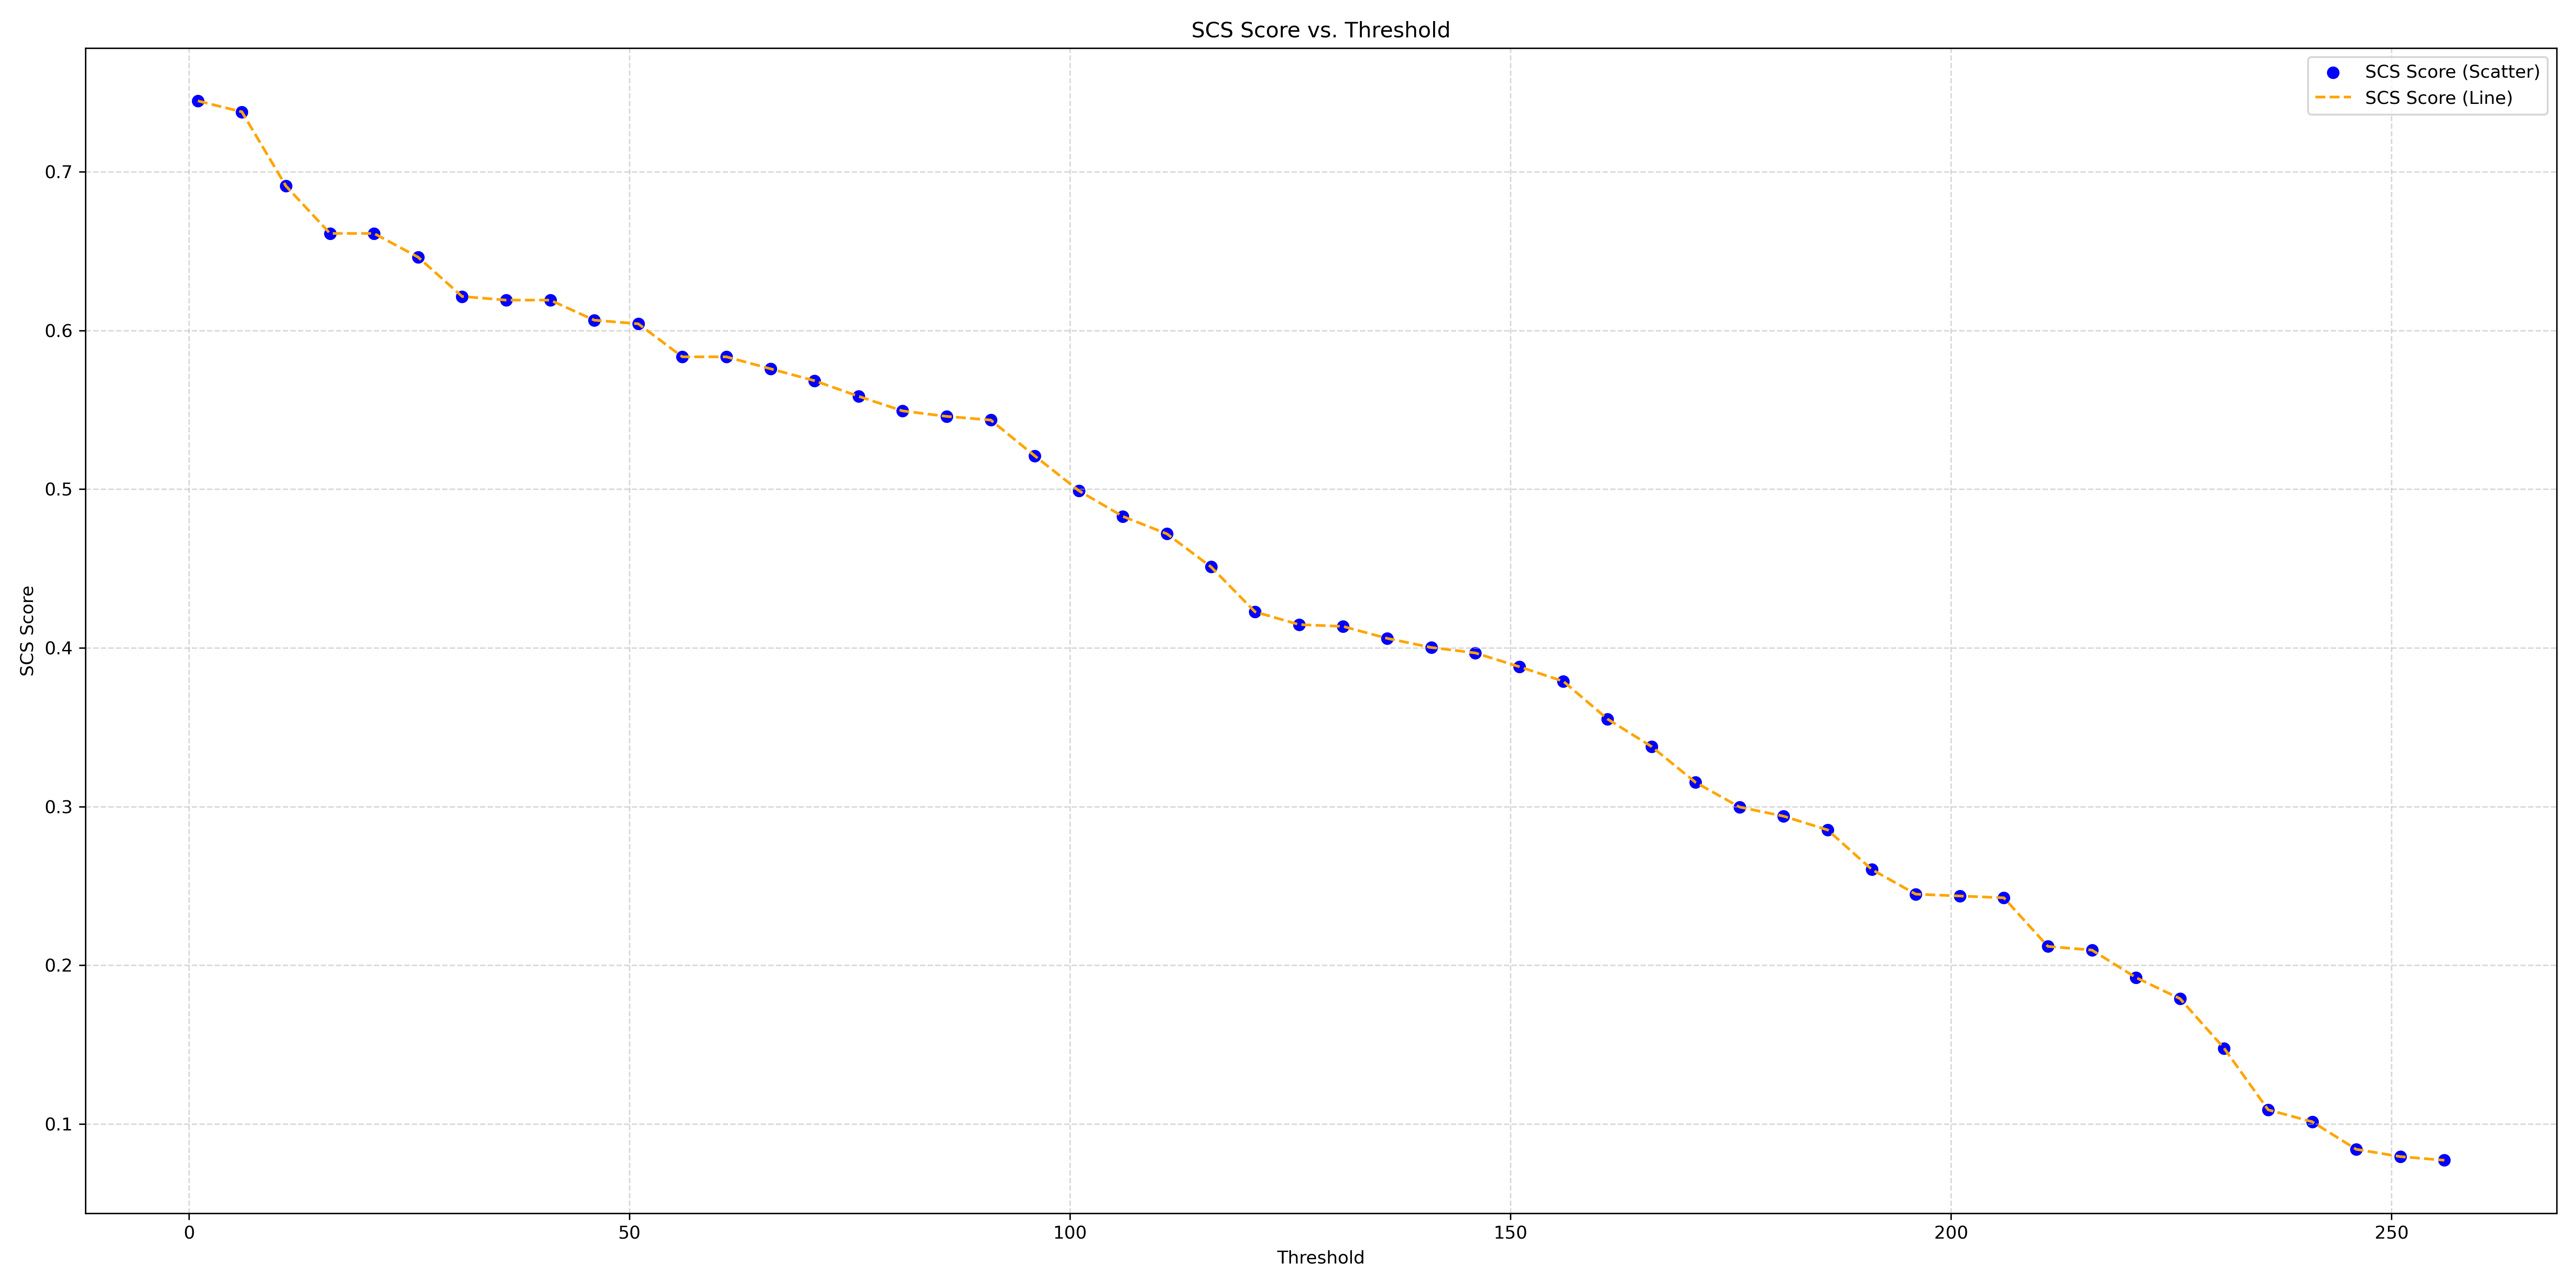 SCS Score vs. Threshold
SCS Score (Scatter)
SCS Score (Line)
SCS Score
0.7
0.6
0.5
0.4
0.3
0.2
0.1
0
50
100
150
200
250
Threshold